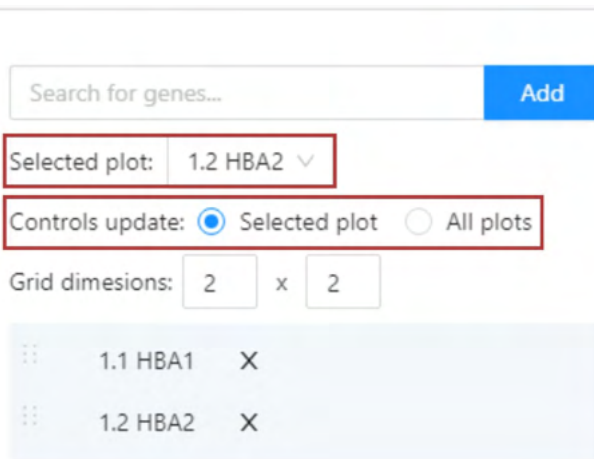 Search for genes... Add
Selected plot: 1.2 HBA2
Controls update: Selected plot All plots
Grid dimesions: 2 x 2
1.1 HBA1 X
1.2 HBA2 X